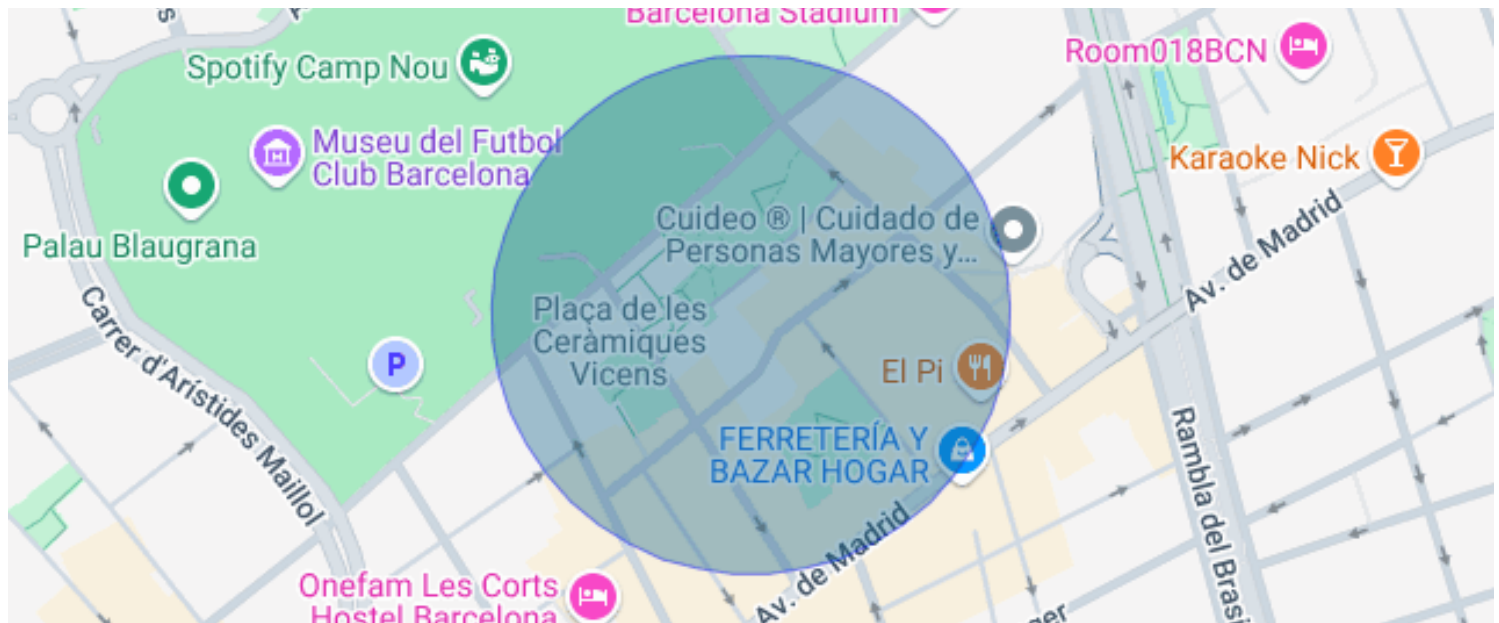 Barcelona Stadium
Spotify Camp Nou
Room018BCN
Museu del Futbol
Club Barcelona
Karaoke Nick
Palau Blaugrana
Cuideo ® | Cuidado de
Personas Mayores y...
Av. de Madrid
Plaça de les
Ceràmiques
Vicens
Carrer d'Arístides Maillol
P
El Pi
FERRETERÍA Y
BAZAR HOGAR
Rambla del Brasi
Av. de Madrid
Onefam Les Corts
Hostel Barcelona